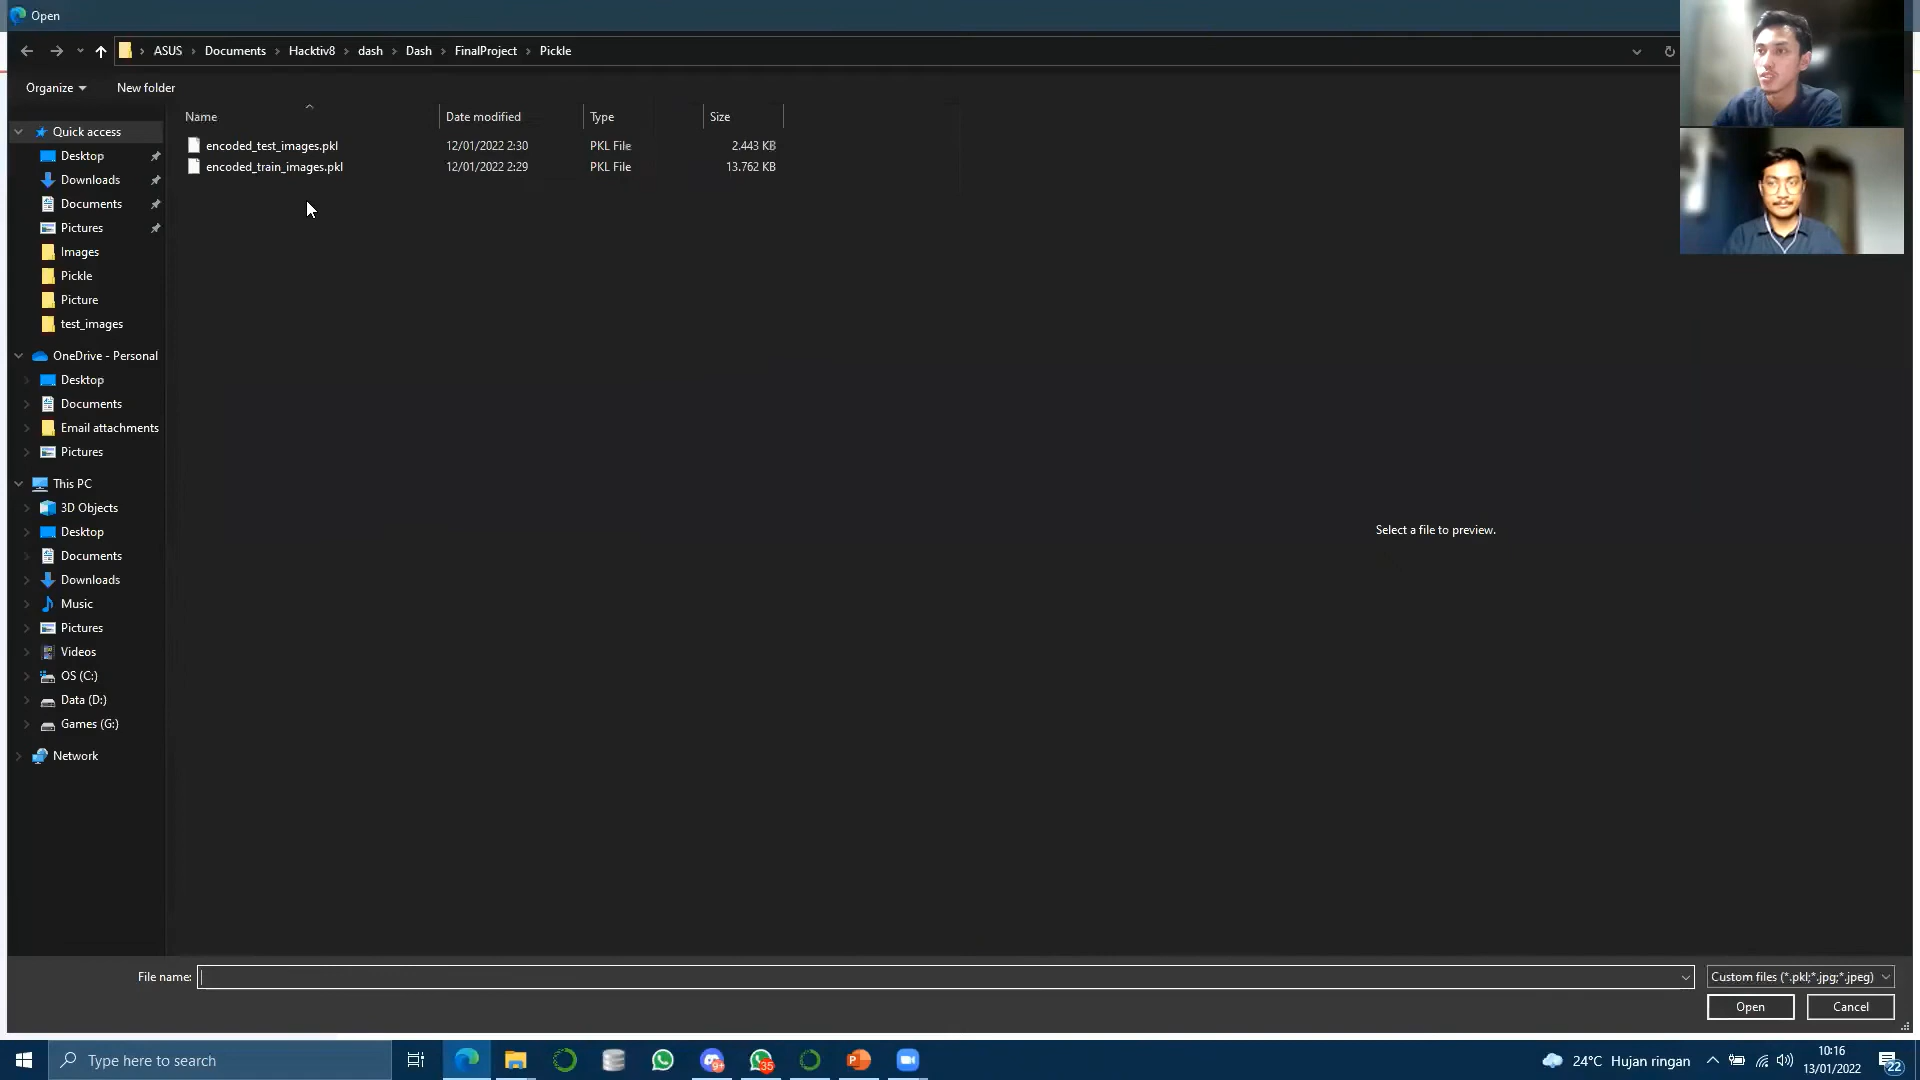 Open
ASUS > Documents > Hacktiv8 > dash > Dash > FinalProject > Pickle
Organize New folder
Name Date modified Type Size
encoded_test_images.pkl 12/01/2022 2:30 PKL File 2.443 KB
encoded_train_images.pkl 12/01/2022 2:29 PKL File 13.762 KB
Quick access
Desktop
Downloads
Documents
Pictures
Images
Pickle
Picture
test_images
OneDrive - Personal
Desktop
Documents
Email attachments
Pictures
This PC
3D Objects
Desktop
Documents
Downloads
Music
Pictures
Videos
OS (C:)
Data (D:)
Games (G:)
Network
Select a file to preview.
File name: Custom files (*.pkl;*.jpg;*.jpeg)
Open Cancel
Type here to search
9+
35
24°C Hujan ringan
10:16
13/01/2022
22